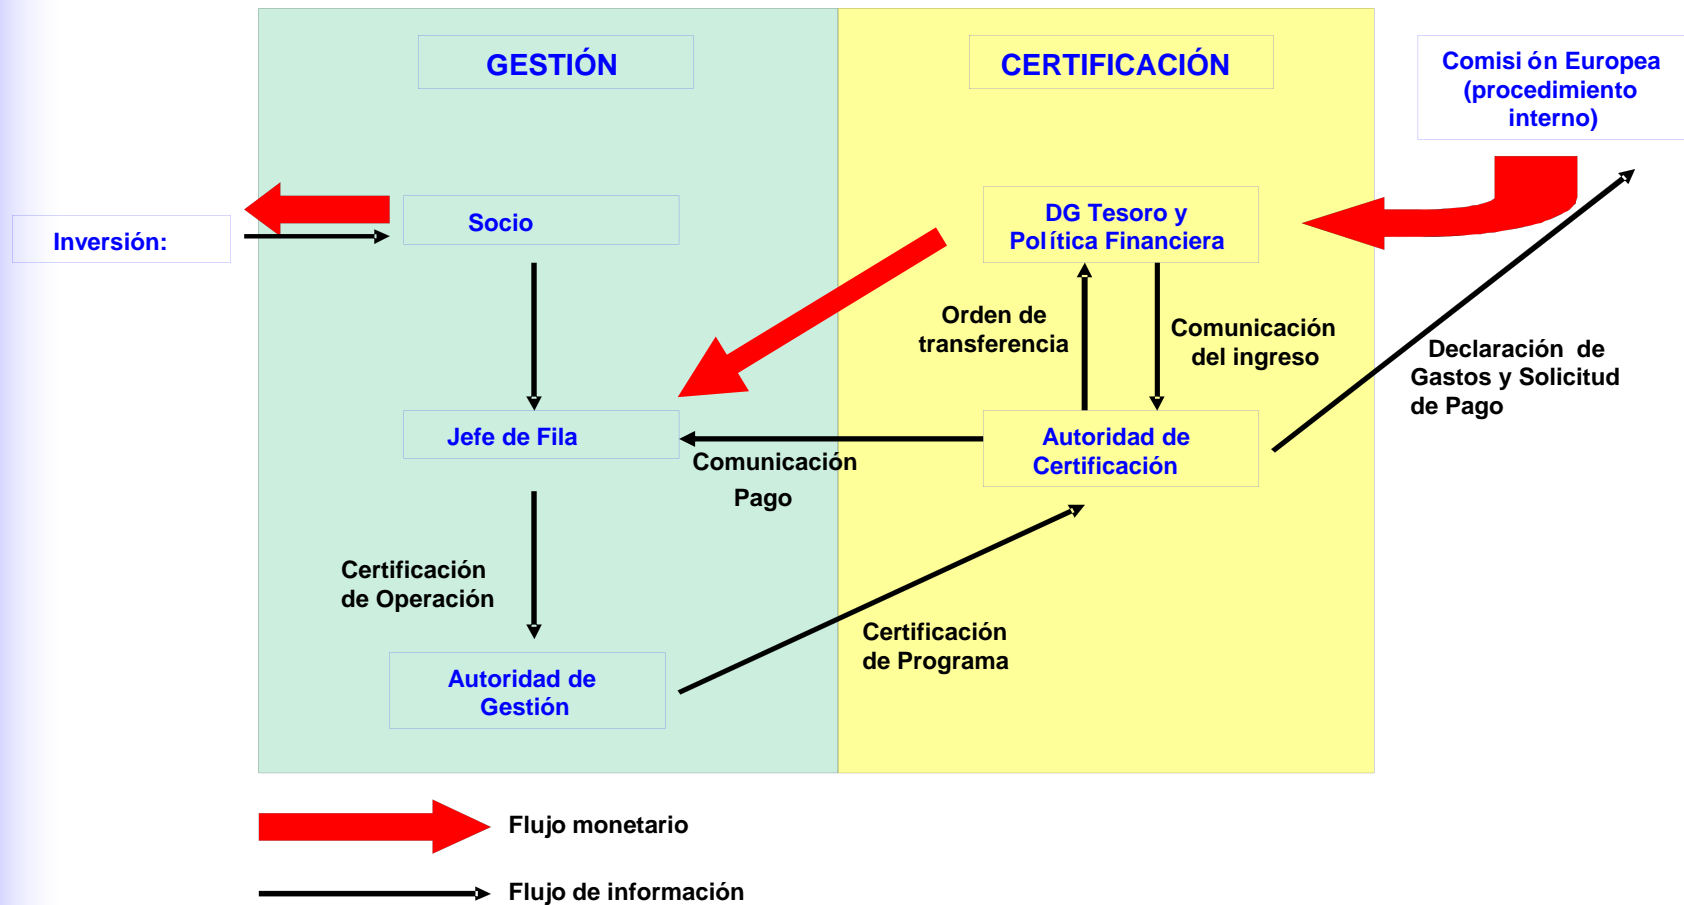 GESTIÓN
CERTIFICACIÓN
Comisi ón Europea
(procedimiento
interno)
Inversión:
Socio
DG Tesoro y
Política Financiera
Orden de
transferencia
Comunicación
del ingreso
Declaración de
Gastos y Solicitud
de Pago
Jefe de Fila
Comunicación
Pago
Autoridad de
Certificación
Certificación
de Operación
Certificación
de Programa
Autoridad de
Gestión
Flujo monetario
Flujo de información